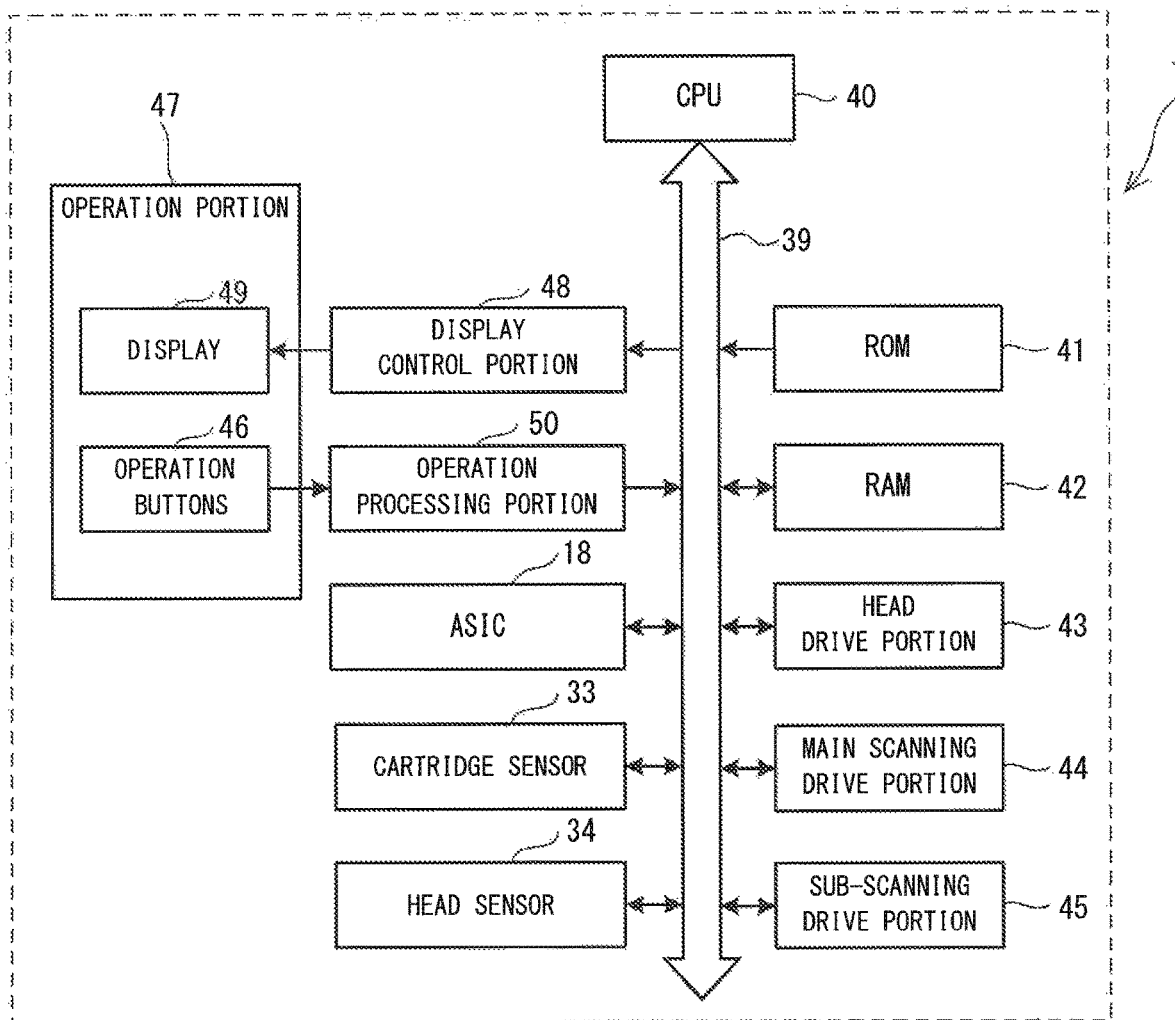 CPU
40
47
OPERATION PORTION
39
49
DISPLAY
48
DISPLAY
CONTROL PORTION
ROM
41
46
OPERATION
BUTTONS
50
OPERATION
PROCESSING PORTION
RAM
42
18
ASIC
HEAD
DRIVE PORTION
43
33
CARTRIDGE SENSOR
MAIN SCANNING
DRIVE PORTION
44
34
HEAD SENSOR
SUB-SCANNING
DRIVE PORTION
45